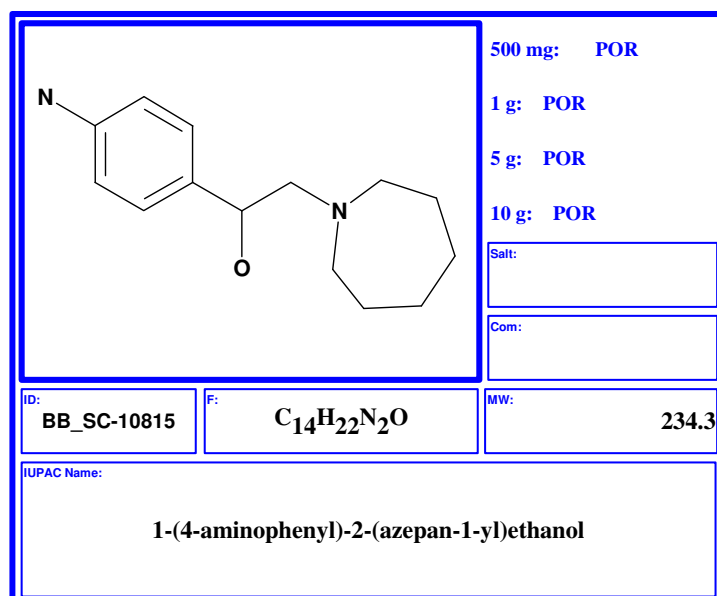 N
N
O
500 mg: POR
1 g: POR
5 g: POR
10 g: POR
Salt:
Com:
ID:
BB_SC-10815
F:
C14H22N2O
MW:
234.3
IUPAC Name:
1-(4-aminophenyl)-2-(azepan-1-yl)ethanol